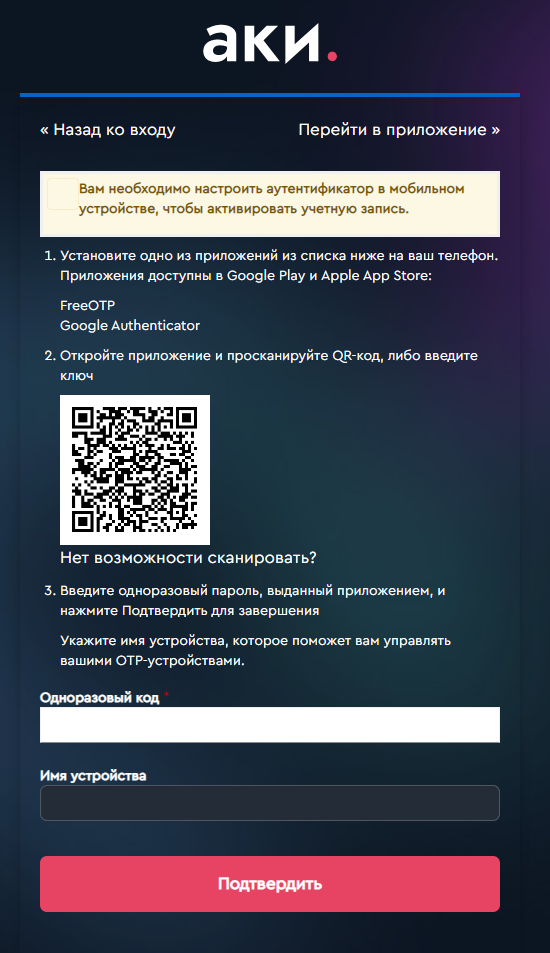 аки.
« Назад ко входу
Перейти в приложение »
Вам необходимо настроить аутентификатор в мобильном
устройстве, чтобы активировать учетную запись.
1. Установите одно из приложений из списка ниже на ваш телефон.
Приложения доступны в Google Play и Apple App Store:
FreeOTP
Google Authenticator
2. Откройте приложение и просканируйте QR-код, либо введите
ключ
Нет возможности сканировать?
3. Введите одноразовый пароль, выданный приложением, и
нажмите Подтвердить для завершения
Укажите имя устройства, которое поможет вам управлять
вашими OTP-устройствами.
Одноразовый код *
Имя устройства
Подтвердить